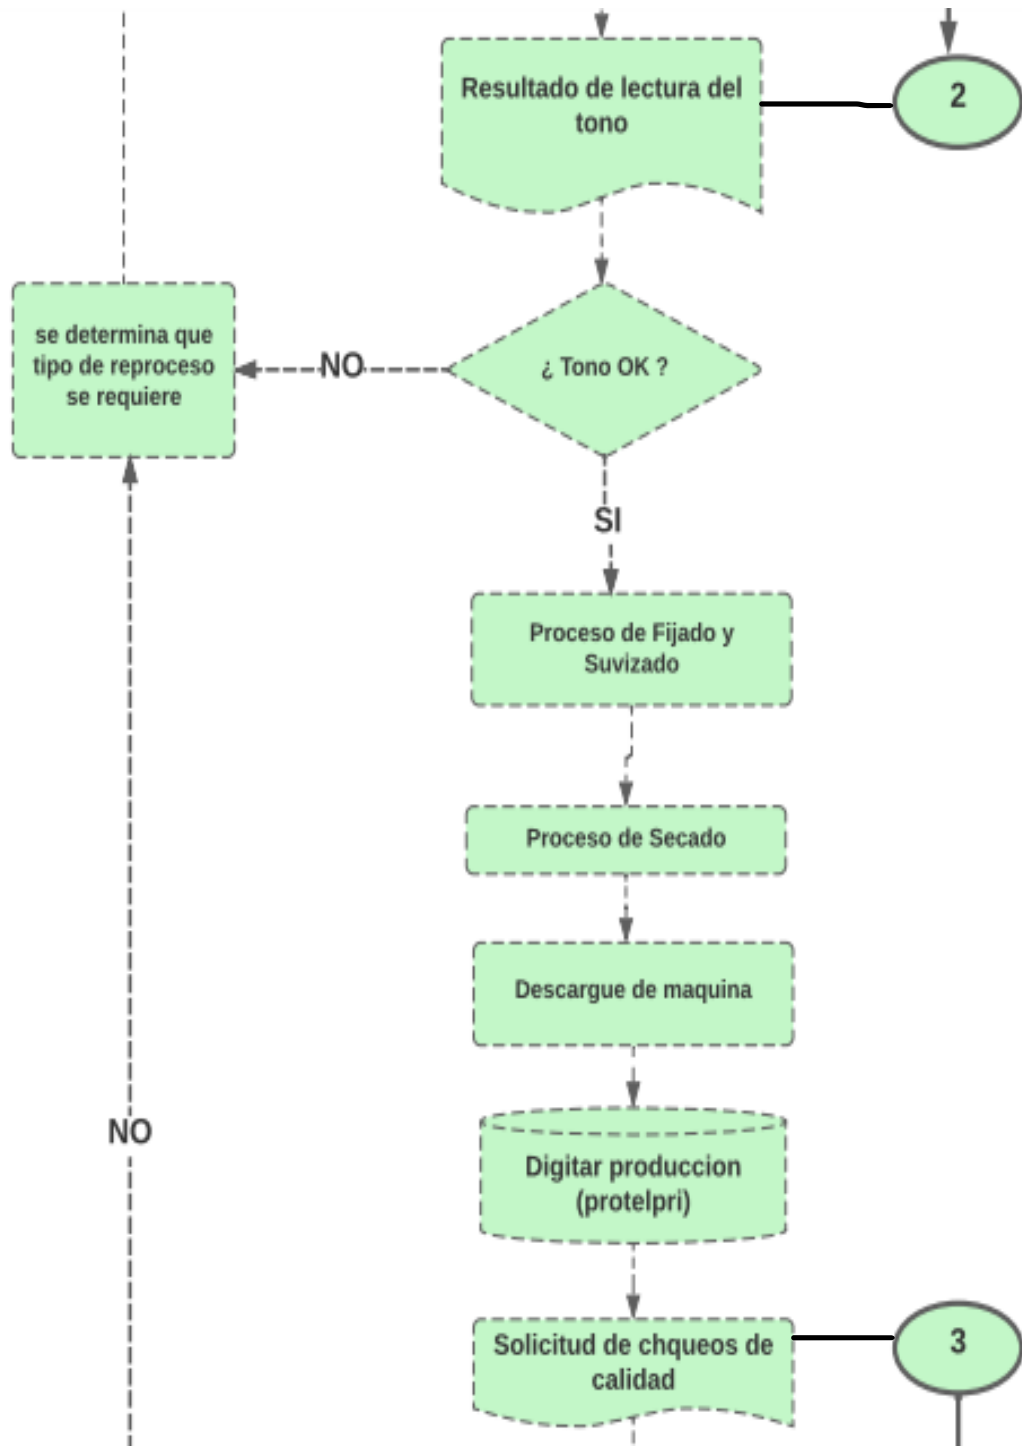 Resultado de lectura del
tono
2
¿ Tono OK ?
NO
se determina que
tipo de reproceso
se requiere
SI
Proceso de Fijado y
Suvizado
Proceso de Secado
Descargue de maquina
NO
Digitar produccion
(protelpri)
Solicitud de chqueos de
calidad
3